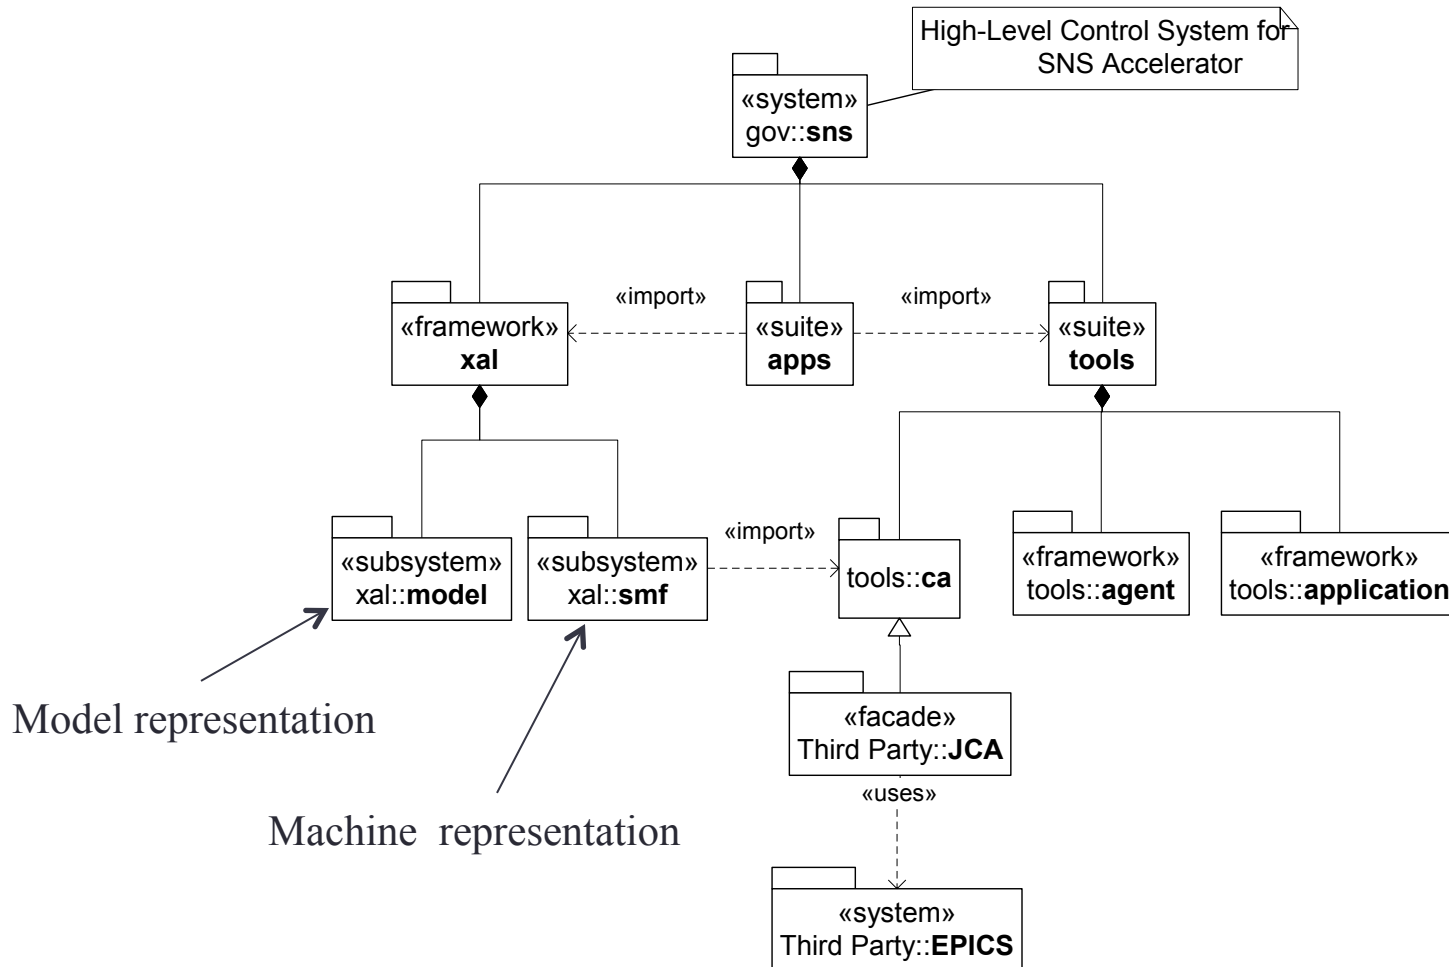 High-Level Control System for
SNS Accelerator
«system»
gov::sns
«import»
«import»
«framework»
xal
«suite»
apps
«suite»
tools
«import»
«subsystem»
xal::model
«subsystem»
xal::smf
tools::ca
«framework»
tools::agent
«framework»
tools::application
Model representation
«facade»
Third Party::JCA
«uses»
Machine representation
«system»
Third Party::EPICS